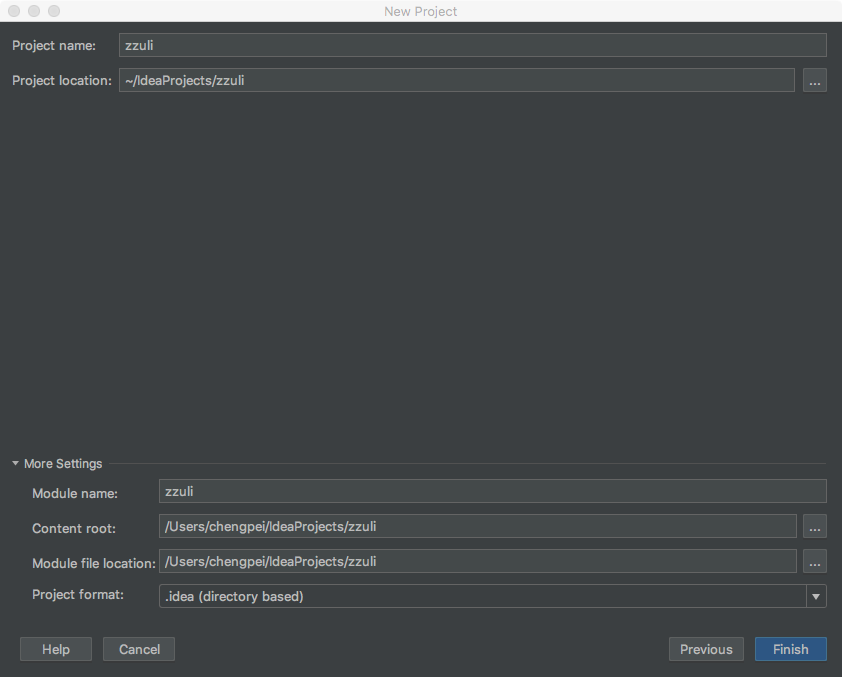 New Project
Project name: zzuli
Project location: ~/IdeaProjects/zzuli ...
More Settings
Module name: zzuli
Content root: /Users/chengpei/IdeaProjects/zzuli ...
Module file location: /Users/chengpei/IdeaProjects/zzuli ...
Project format: .idea (directory based)
Help Cancel Previous Finish